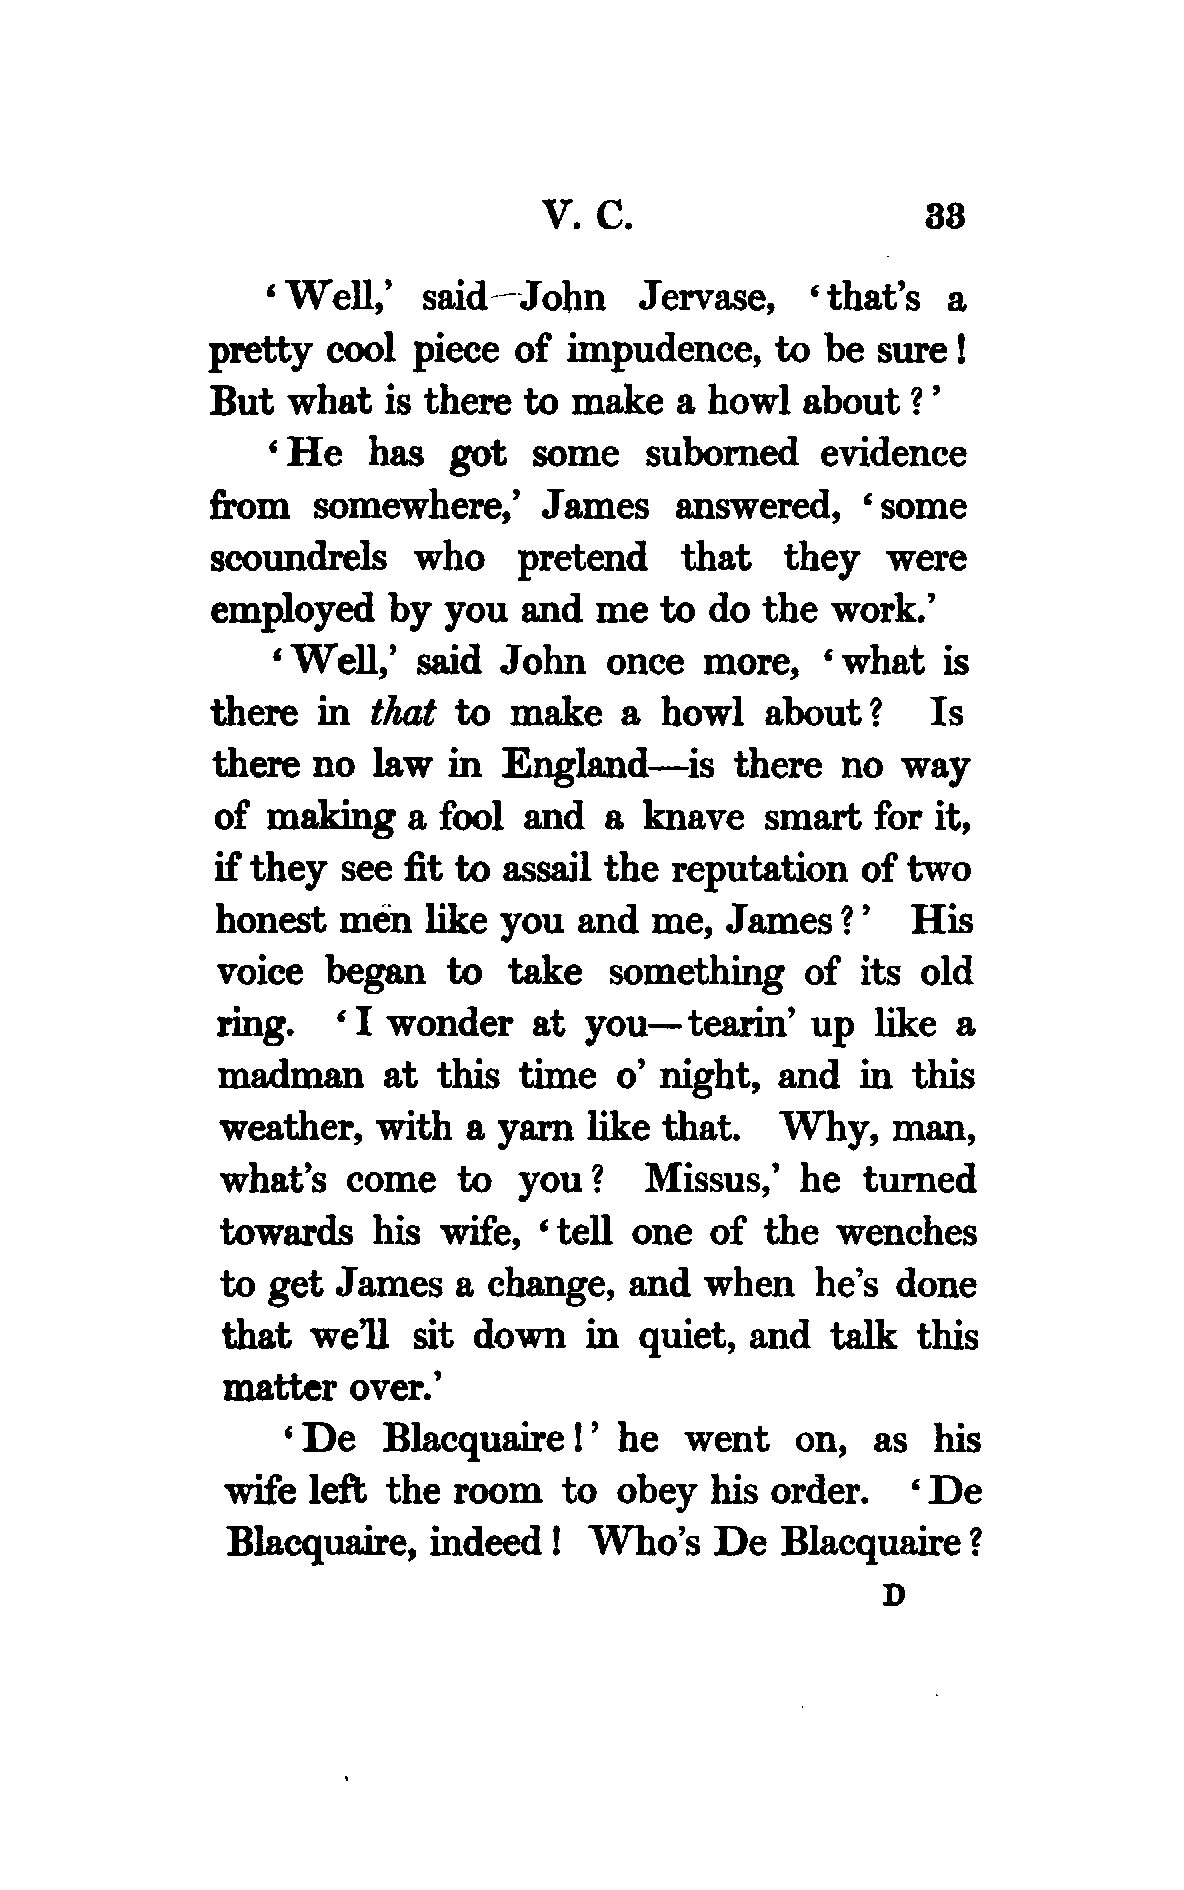 V. C. 33
‘Well,’ said John Jervase, ‘that’s a
pretty cool piece of impudence, to be sure!
But what is there to make a howl about?’
‘He has got some suborned evidence
from somewhere,’ James answered, ‘some
scoundrels who pretend that they were
employed by you and me to do the work.’
‘Well,’ said John once more, ‘what is
there in that to make a howl about? Is
there no law in England—is there no way
of making a fool and a knave smart for it,
if they see fit to assail the reputation of two
honest men like you and me, James?’ His
voice began to take something of its old
ring. ‘I wonder at you—tearin’ up like a
madman at this time o’ night, and in this
weather, with a yarn like that. Why, man,
what’s come to you? Missus,’ he turned
towards his wife, ‘tell one of the wenches
to get James a change, and when he’s done
that we’ll sit down in quiet, and talk this
matter over.’
‘De Blacquaire!’ he went on, as his
wife left the room to obey his order. ‘De
Blacquaire, indeed! Who’s De Blacquaire?
D